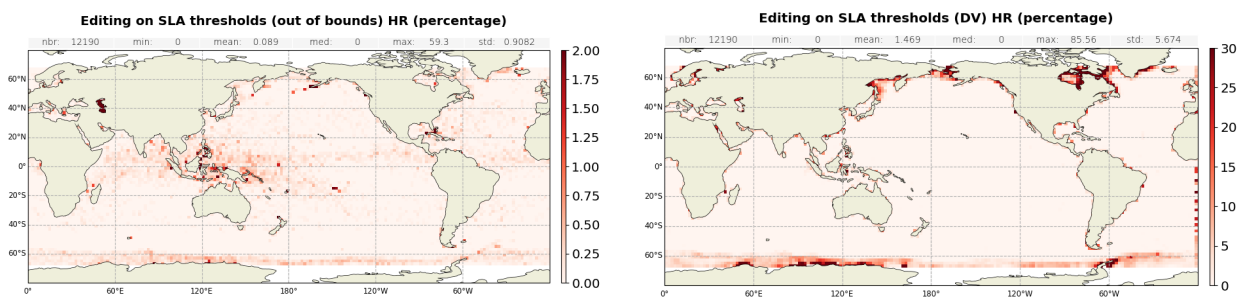 Editing on SLA thresholds (out of bounds) HR (percentage)
nbr: 12190 min: 0 mean: 0.089 med: 0 max: 59.3 std: 0.9082
2.00
1.75
1.50
1.25
1.00
0.75
0.50
0.25
0.00
60°N
40°N
20°N
0°
20°S
40°S
60°S
0°
60°E
120°E
180°
120°W
60°W
Editing on SLA thresholds (DV) HR (percentage)
nbr: 12190 min: 0 mean: 1.469 med: 0 max: 85.56 std: 5.674
30
25
20
15
10
5
0
60°N
40°N
20°N
0°
20°S
40°S
60°S
0°
60°E
120°E
180°
120°W
60°W